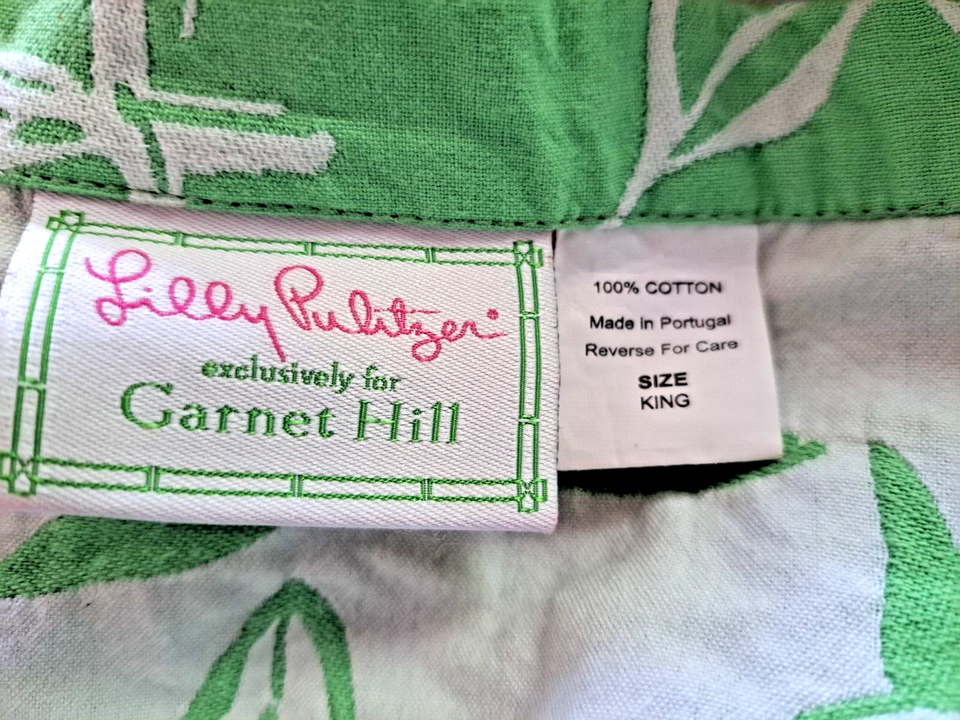 Lilly Pulitzer®
exclusively for
Garnet Hill
100% COTTON
Made in Portugal
Reverse For Care
SIZE
KING